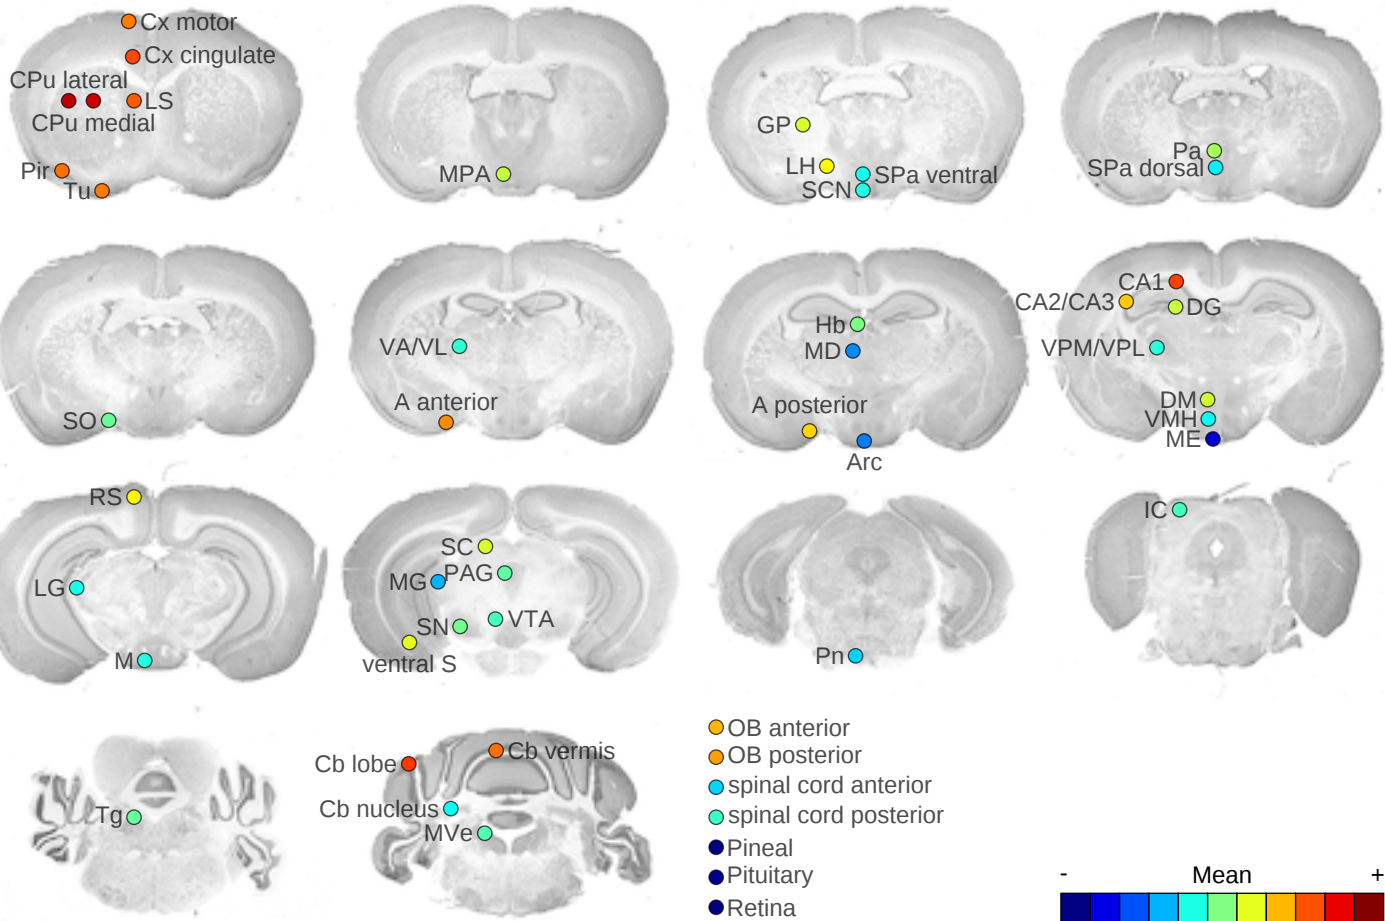 Cx motor
Cx cingulate
CPu lateral
LS
CPu medial
Pir
Tu
MPA
GP
LH
SPa ventral
SCN
Pa
SPa dorsal
SO
VA/VL
A anterior
Hb
MD
A posterior
Arc
CA1
CA2/CA3
DG
VPM/VPL
DM
VMH
ME
RS
LG
M
SC
MG
PAG
SN
VTA
ventral S
Pn
IC
Tg
Cb lobe
Cb vermis
Cb nucleus
MVe
OB anterior
OB posterior
spinal cord anterior
spinal cord posterior
Pineal
Pituitary
Retina
- Mean +